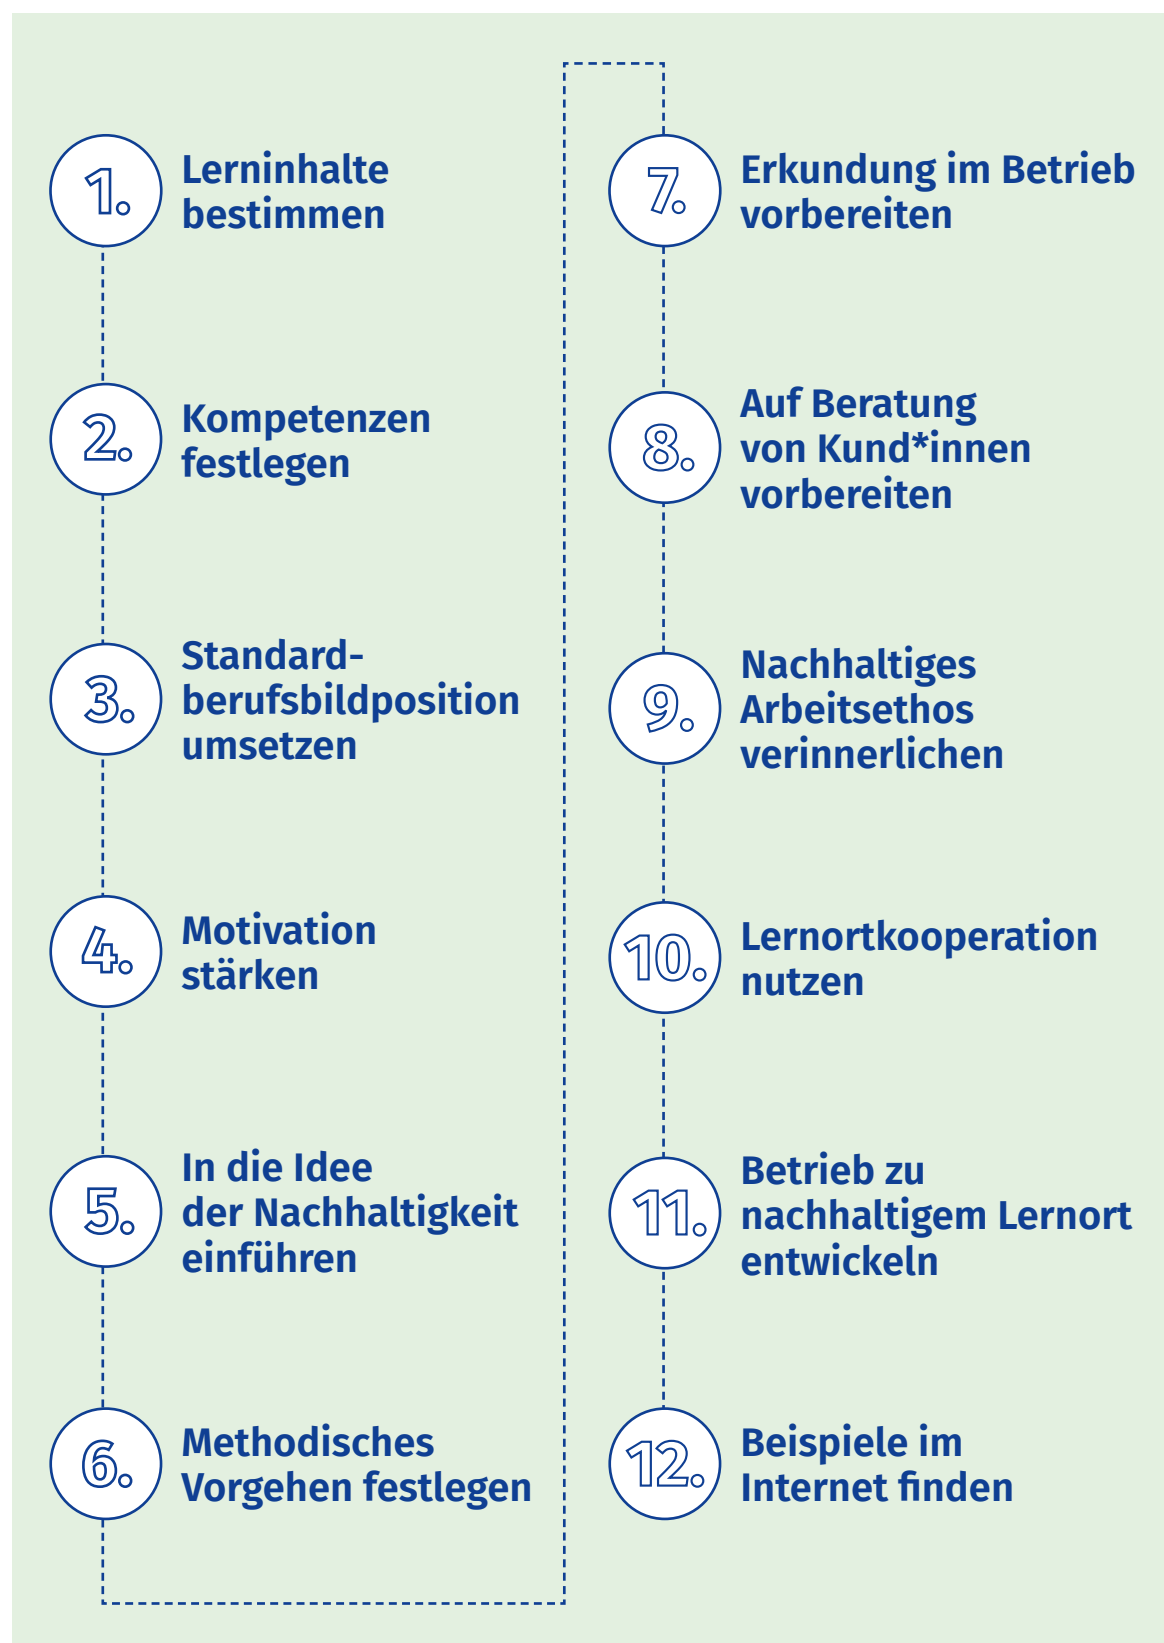 1.
Lerninhalte
bestimmen
2.
Kompetenzen
festlegen
3.
Standard-
berufsbildposition
umsetzen
4.
Motivation
stärken
5.
In die Idee
der Nachhaltigkeit
einführen
6.
Methodisches
Vorgehen festlegen
7.
Erkundung im Betrieb
vorbereiten
8.
Auf Beratung
von Kund*innen
vorbereiten
9.
Nachhaltiges
Arbeitsethos
verinnerlichen
10.
Lernortkooperation
nutzen
11.
Betrieb zu
nachhaltigem Lernort
entwickeln
12.
Beispiele im
Internet finden